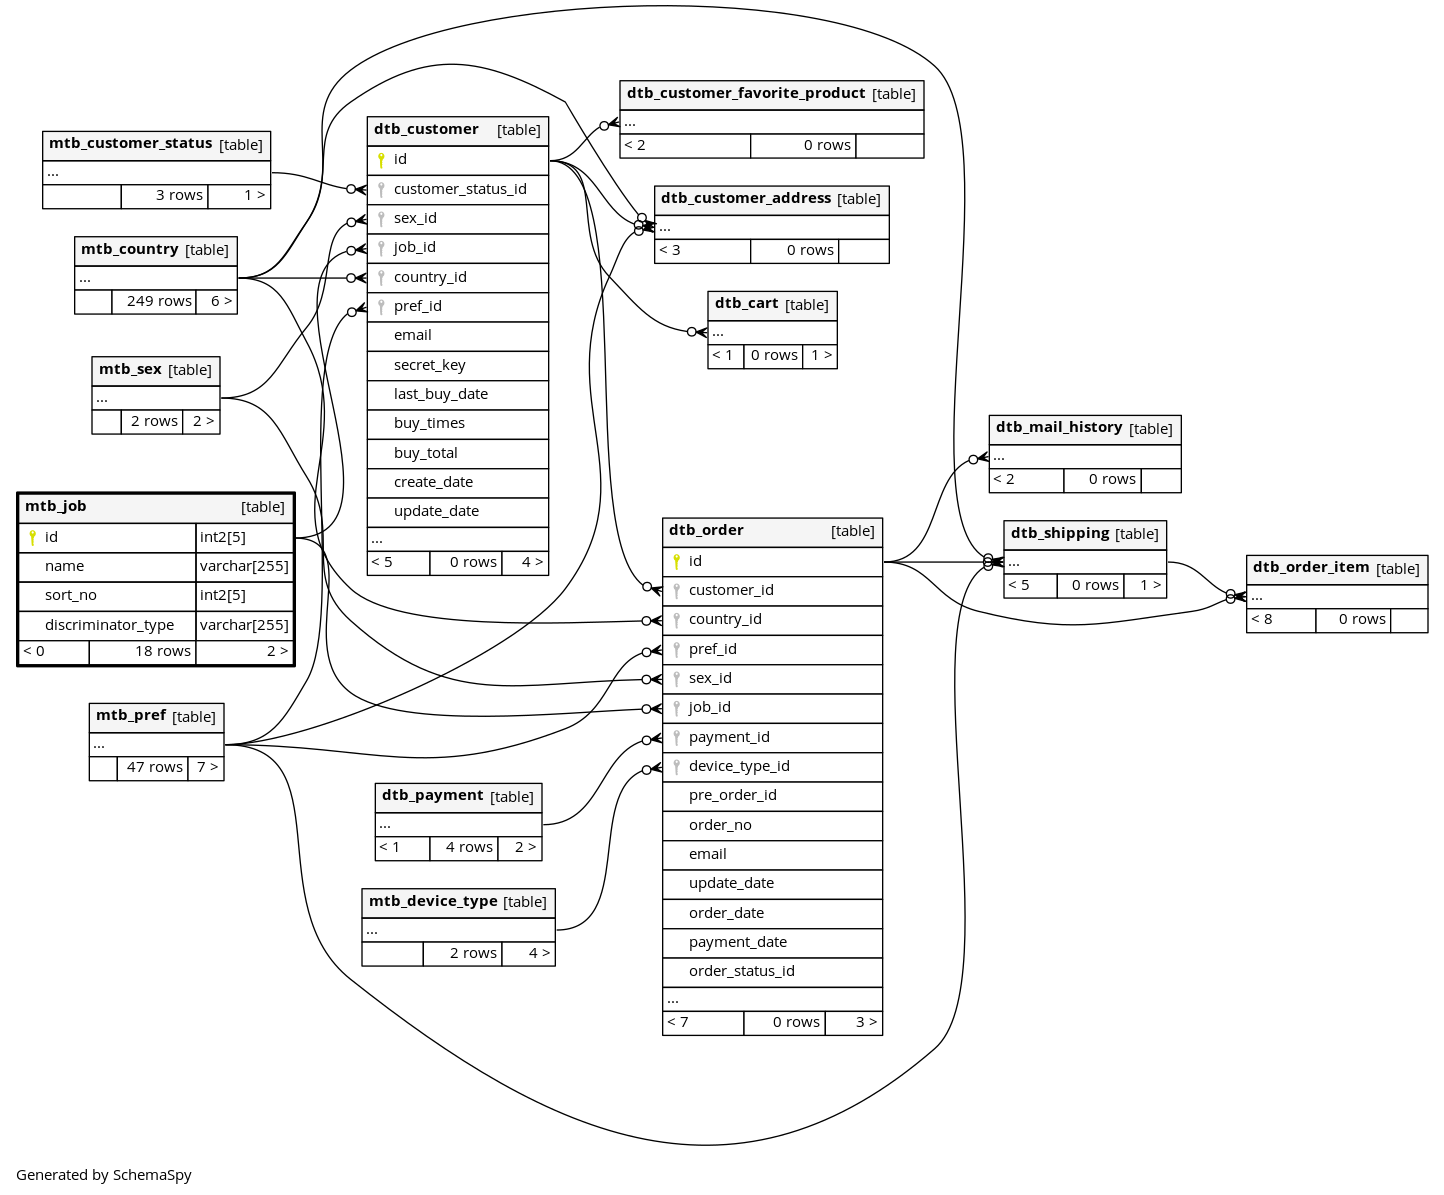 mtb_customer_status [table]
...
3 rows 1 >
mtb_country [table]
...
249 rows 6 >
mtb_sex [table]
...
2 rows 2 >
mtb_job [table]
id int2[5]
name varchar[255]
sort_no int2[5]
discriminator_type varchar[255]
< 0 18 rows 2 >
mtb_pref [table]
...
47 rows 7 >
dtb_customer [table]
id
customer_status_id
sex_id
job_id
country_id
pref_id
email
secret_key
last_buy_date
buy_times
buy_total
create_date
update_date
...
< 5 0 rows 4 >
dtb_payment [table]
...
< 1 4 rows 2 >
mtb_device_type [table]
...
2 rows 4 >
dtb_customer_favorite_product [table]
...
< 2 0 rows
dtb_customer_address [table]
...
< 3 0 rows
dtb_cart [table]
...
< 1 0 rows 1 >
dtb_order [table]
id
customer_id
country_id
pref_id
sex_id
job_id
payment_id
device_type_id
pre_order_id
order_no
email
update_date
order_date
payment_date
order_status_id
...
< 7 0 rows 3 >
dtb_mail_history [table]
...
< 2 0 rows
dtb_shipping [table]
...
< 5 0 rows 1 >
dtb_order_item [table]
...
< 8 0 rows
Generated by SchemaSpy